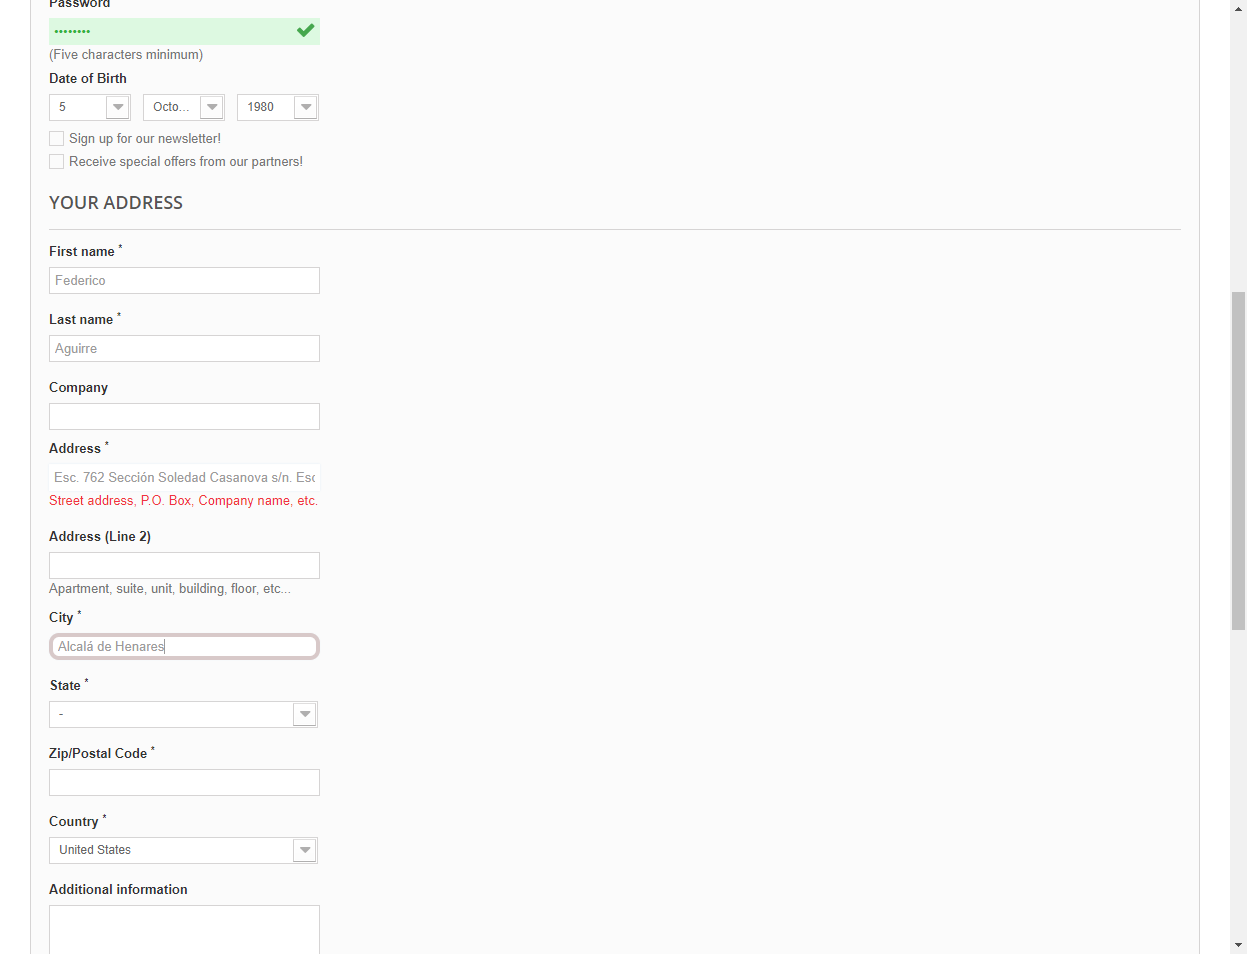 Password
••••••••
(Five characters minimum)
Date of Birth
5 Octo... 1980
Sign up for our newsletter!
Receive special offers from our partners!
YOUR ADDRESS
First name *
Federico
Last name *
Aguirre
Company
Address *
Esc. 762 Sección Soledad Casanova s/n. Esc
Street address, P.O. Box, Company name, etc.
Address (Line 2)
Apartment, suite, unit, building, floor, etc...
City *
Alcalá de Henares
State *
-
Zip/Postal Code *
Country *
United States
Additional information